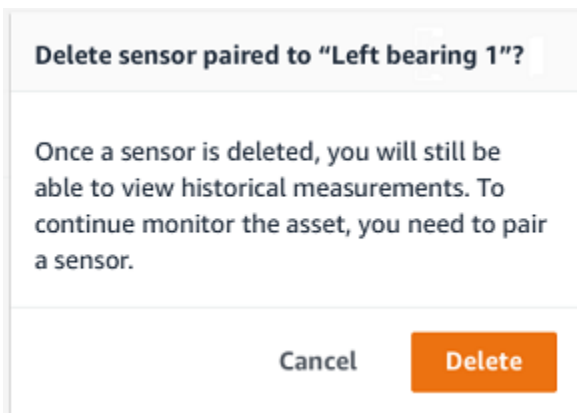 Delete sensor paired to “Left bearing 1”?
Once a sensor is deleted, you will still be
able to view historical measurements. To
continue monitor the asset, you need to pair
a sensor.
Cancel
Delete